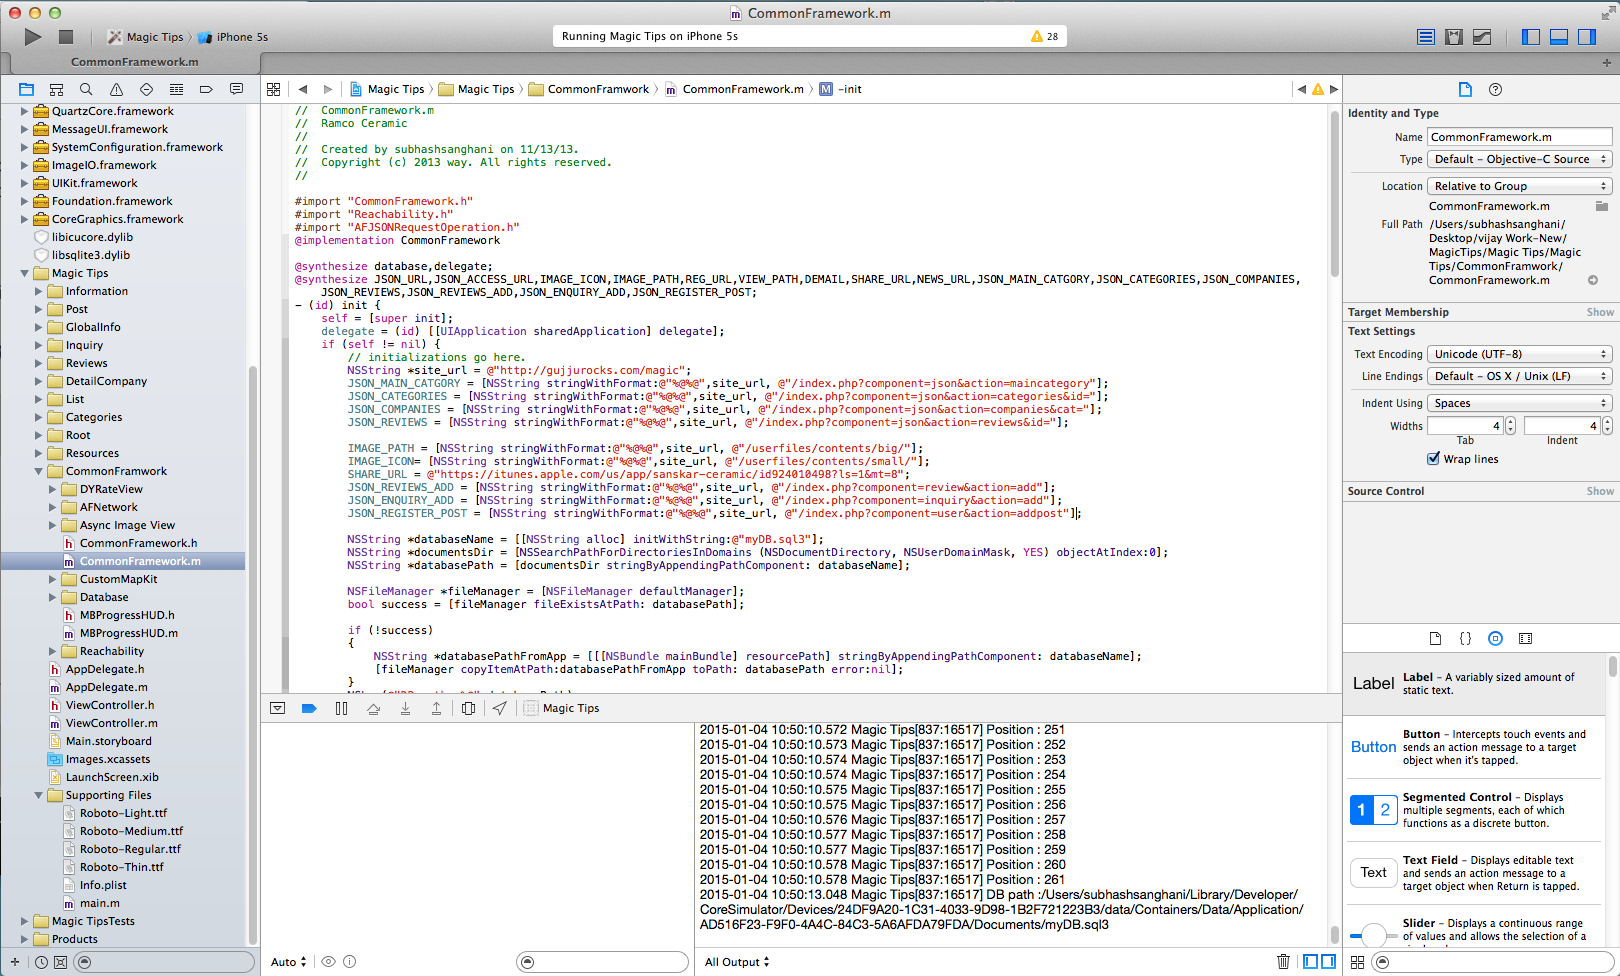 CommonFramework.m
Magic Tips
iPhone 5s
Running Magic Tips on iPhone 5s
28
CommonFramework.m
Magic Tips
Magic Tips
CommonFramwork
CommonFramework.m
M
-init
QuartzCore.framework
MessageUI.framework
SystemConfiguration.framework
ImageIO.framework
UIKit.framework
Foundation.framework
CoreGraphics.framework
libicucore.dylib
libsqlite3.dylib
Magic Tips
Information
Post
GlobalInfo
Inquiry
Reviews
DetailCompany
List
Categories
Root
Resources
CommonFramwork
DYRateView
AFNetwork
Async Image View
h CommonFramework.h
m CommonFramework.m
CustomMapKit
Database
h MBProgressHUD.h
m MBProgressHUD.m
Reachability
h AppDelegate.h
m AppDelegate.m
h ViewController.h
m ViewController.m
Main.storyboard
Images.xcassets
LaunchScreen.xib
Supporting Files
Roboto-Light.ttf
Roboto-Medium.ttf
Roboto-Regular.ttf
Roboto-Thin.ttf
Info.plist
m main.m
Magic TipsTests
Products
//  CommonFramework.m
//  Ramco Ceramic
//
//  Created by subhashsanghani on 11/13/13.
//  Copyright (c) 2013 way. All rights reserved.
//
#import "CommonFramework.h"
#import "Reachability.h"
#import "AFJSONRequestOperation.h"
@implementation CommonFramework
@synthesize database,delegate;
@synthesize JSON_URL,JSON_ACCESS_URL,IMAGE_ICON,IMAGE_PATH,REG_URL,VIEW_PATH,DEMAIL,SHARE_URL,NEWS_URL,JSON_MAIN_CATGORY,JSON_CATEGORIES,JSON_COMPANIES,
JSON_REVIEWS,JSON_REVIEWS_ADD,JSON_ENQUIRY_ADD,JSON_REGISTER_POST;
- (id) init {
self = [super init];
delegate = (id) [[UIApplication sharedApplication] delegate];
if (self != nil) {
// initializations go here.
NSString *site_url = @"http://gujjurocks.com/magic";
JSON_MAIN_CATGORY = [NSString stringWithFormat:@"%@%@",site_url, @"/index.php?component=json&action=maincategory"];
JSON_CATEGORIES = [NSString stringWithFormat:@"%@%@",site_url, @"/index.php?component=json&action=categories&id="];
JSON_COMPANIES = [NSString stringWithFormat:@"%@%@",site_url, @"/index.php?component=json&action=companies&cat="];
JSON_REVIEWS = [NSString stringWithFormat:@"%@%@",site_url, @"/index.php?component=json&action=reviews&id="];
IMAGE_PATH = [NSString stringWithFormat:@"%@%@",site_url, @"/userfiles/contents/big/"];
IMAGE_ICON= [NSString stringWithFormat:@"%@%@",site_url, @"/userfiles/contents/small/"];
SHARE_URL = @"https://itunes.apple.com/us/app/sanskar-ceramic/id924010498?ls=1&mt=8";
JSON_REVIEWS_ADD = [NSString stringWithFormat:@"%@%@",site_url, @"/index.php?component=review&action=add"];
JSON_ENQUIRY_ADD = [NSString stringWithFormat:@"%@%@",site_url, @"/index.php?component=inquiry&action=add"];
JSON_REGISTER_POST = [NSString stringWithFormat:@"%@%@",site_url, @"/index.php?component=user&action=addpost"];
NSString *databaseName = [[NSString alloc] initWithString:@"myDB.sql3"];
NSString *documentsDir = [NSSearchPathForDirectoriesInDomains (NSDocumentDirectory, NSUserDomainMask, YES) objectAtIndex:0];
NSString *databasePath = [documentsDir stringByAppendingPathComponent: databaseName];
NSFileManager *fileManager = [NSFileManager defaultManager];
bool success = [fileManager fileExistsAtPath: databasePath];
if (!success)
{
NSString *databasePathFromApp = [[[NSBundle mainBundle] resourcePath] stringByAppendingPathComponent: databaseName];
[fileManager copyItemAtPath:databasePathFromApp toPath: databasePath error:nil];
}
Magic Tips
2015-01-04 10:50:10.572 Magic Tips[837:16517] Position : 251
2015-01-04 10:50:10.573 Magic Tips[837:16517] Position : 252
2015-01-04 10:50:10.574 Magic Tips[837:16517] Position : 253
2015-01-04 10:50:10.574 Magic Tips[837:16517] Position : 254
2015-01-04 10:50:10.575 Magic Tips[837:16517] Position : 255
2015-01-04 10:50:10.575 Magic Tips[837:16517] Position : 256
2015-01-04 10:50:10.576 Magic Tips[837:16517] Position : 257
2015-01-04 10:50:10.577 Magic Tips[837:16517] Position : 258
2015-01-04 10:50:10.577 Magic Tips[837:16517] Position : 259
2015-01-04 10:50:10.578 Magic Tips[837:16517] Position : 260
2015-01-04 10:50:10.578 Magic Tips[837:16517] Position : 261
2015-01-04 10:50:13.048 Magic Tips[837:16517] DB path :/Users/subhashsanghani/Library/Developer/
CoreSimulator/Devices/24DF9A20-1C31-4033-9D98-1B2F721223B3/data/Containers/Data/Application/
AD516F23-F9F0-4A4C-84C3-5A6AFDA79FDA/Documents/myDB.sql3
Auto
All Output
Identity and Type
Name CommonFramework.m
Type Default - Objective-C Source
Location Relative to Group
CommonFramework.m
Full Path /Users/subhashsanghani/
Desktop/vijay Work-New/
MagicTips/Magic Tips/Magic
Tips/CommonFramwork/
CommonFramework.m
Target Membership Show
Text Settings
Text Encoding Unicode (UTF-8)
Line Endings Default - OS X / Unix (LF)
Indent Using Spaces
Widths 4 4
Tab Indent
Wrap lines
Source Control Show
Label Label - A variably sized amount of
static text.
Button Button - Intercepts touch events and
sends an action message to a target
object when it's tapped.
1 2 Segmented Control - Displays
multiple segments, each of which
functions as a discrete button.
Text Text Field - Displays editable text
and sends an action message to a
target object when Return is tapped.
Slider - Displays a continuous range
of values and allows the selection of a